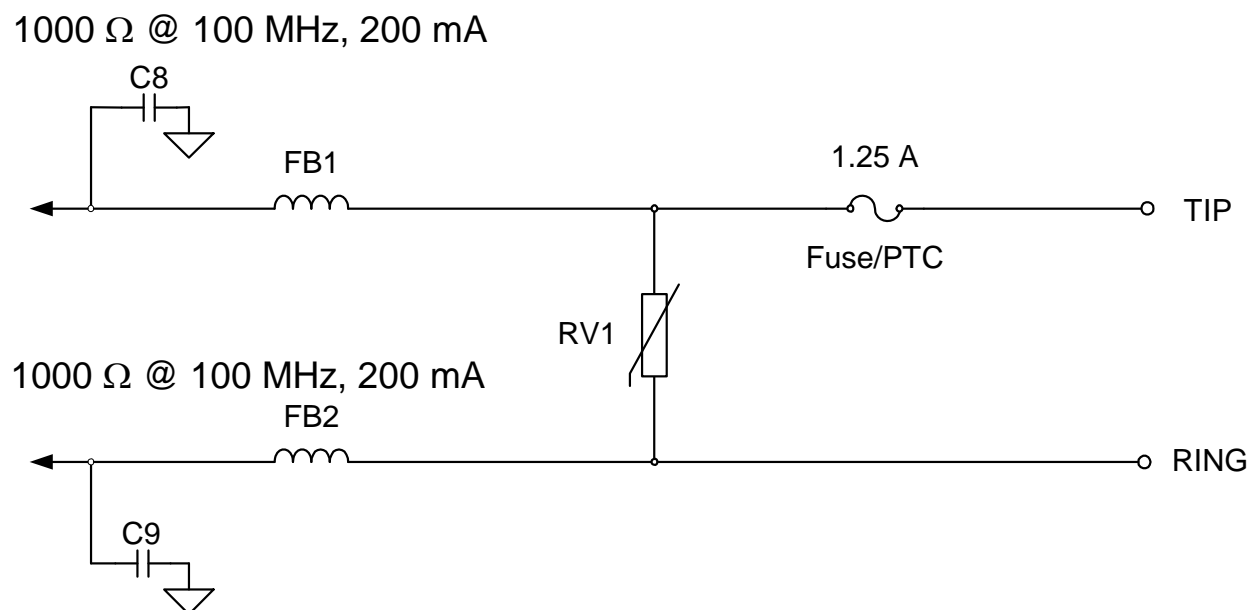 1000 Ω @ 100 MHz, 200 mA
C8
FB1
1.25 A
TIP
Fuse/PTC
RV1
1000 Ω @ 100 MHz, 200 mA
FB2
RING
C9